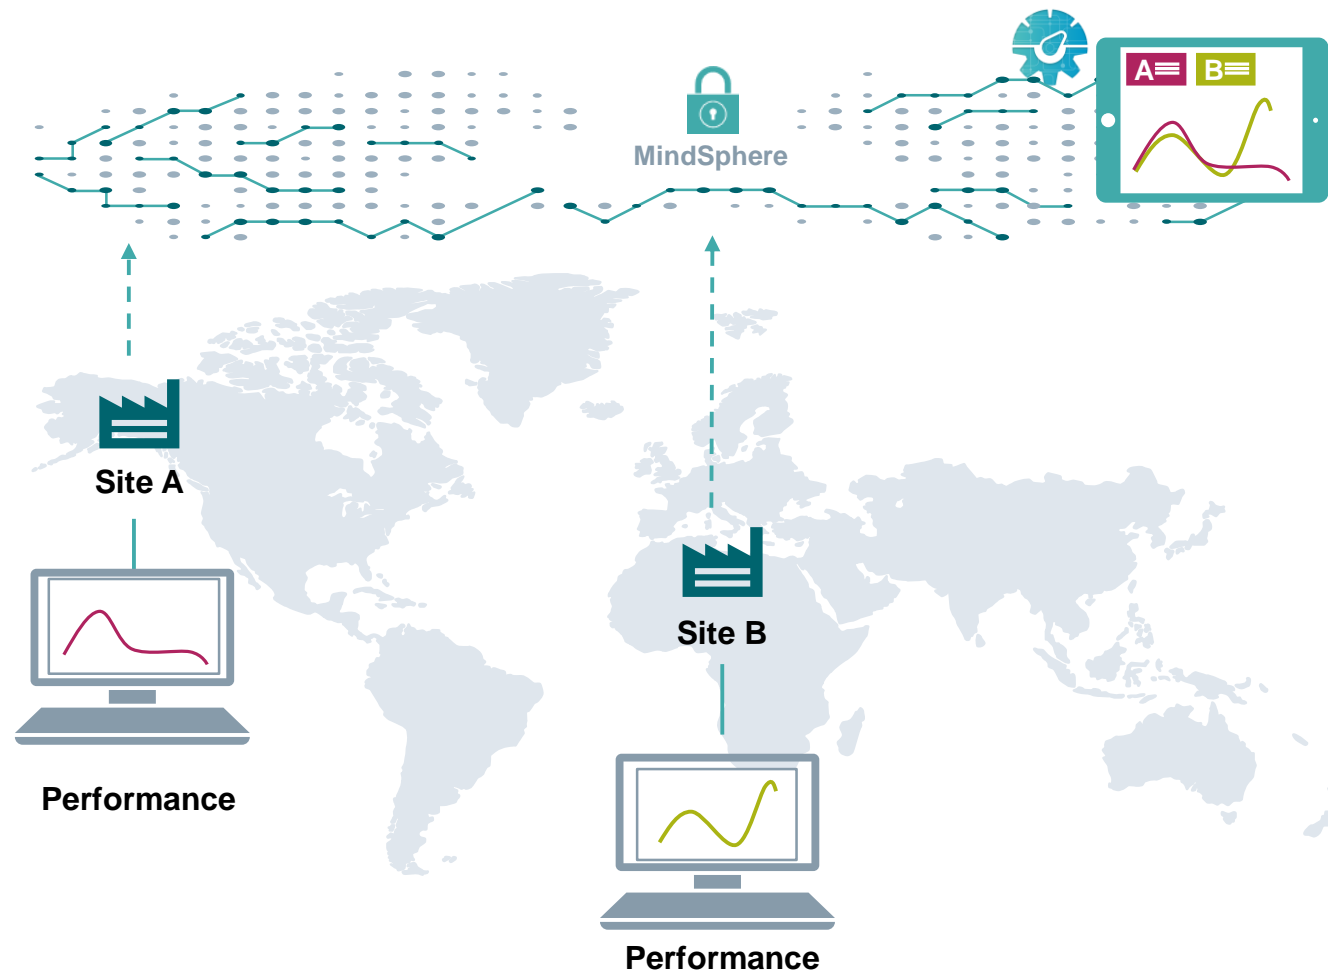 A
B
MindSphere
Site A
Site B
Performance
Performance